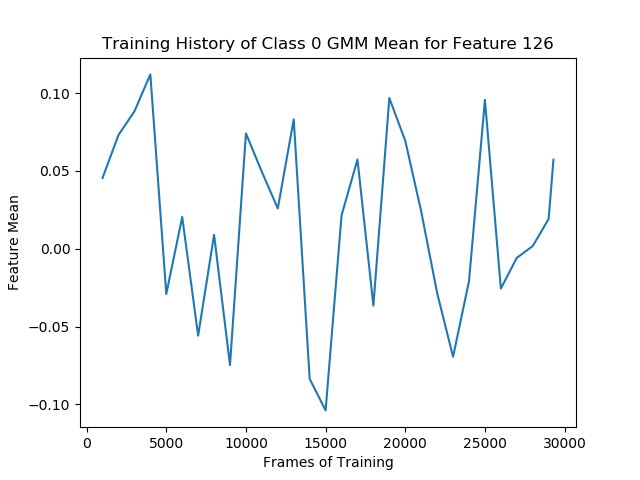 Training History of Class 0 GMM Mean for Feature 126
0.10
0.05
0.00
−0.05
−0.10
Feature Mean
0 5000 10000 15000 20000 25000 30000
Frames of Training